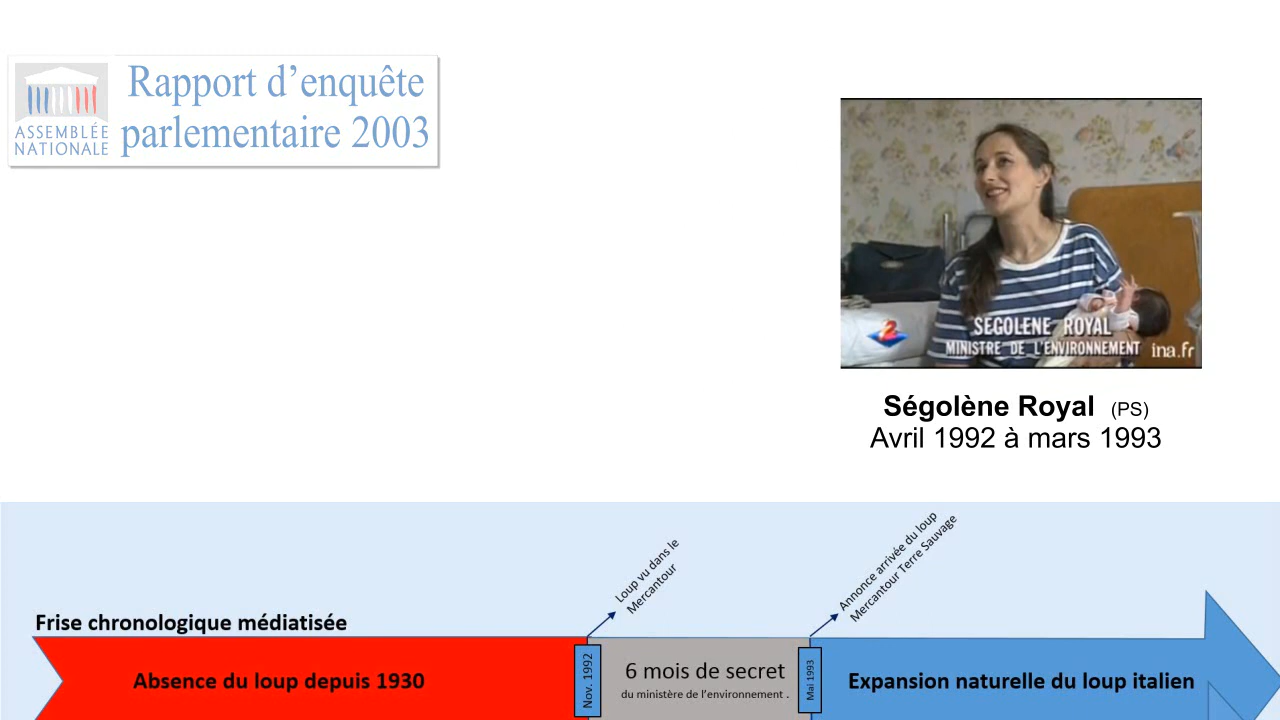 Rapport d’enquête
parlementaire 2003
ASSEMBLÉE
NATIONALE
2
SEGOLENE ROYAL
MINISTRE DE L'ENVIRONNEMENT
ina.fr
Ségolène Royal (PS)
Avril 1992 à mars 1993
Frise chronologique médiatisée
Absence du loup depuis 1930
Nov. 1992
Loup vu dans le
Mercantour
6 mois de secret
du ministère de l’environnement .
Mai 1993
Annonce arrivée du loup
Mercantour Terre Sauvage
Expansion naturelle du loup italien